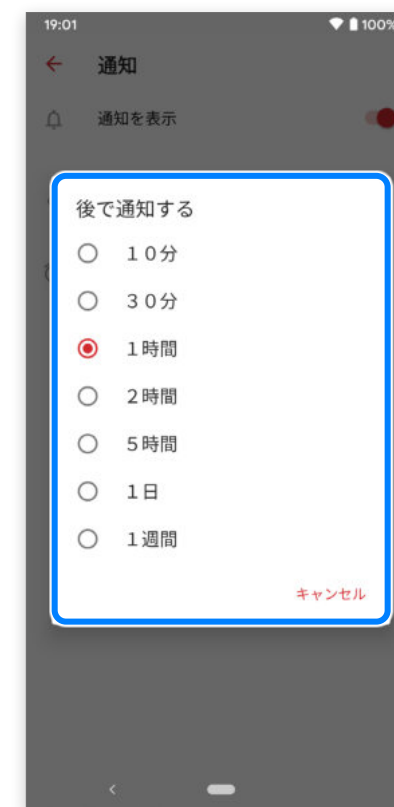 19:01 100%
通知
通知を表示
後で通知する
１０分
３０分
１時間
２時間
５時間
１日
１週間
キャンセル